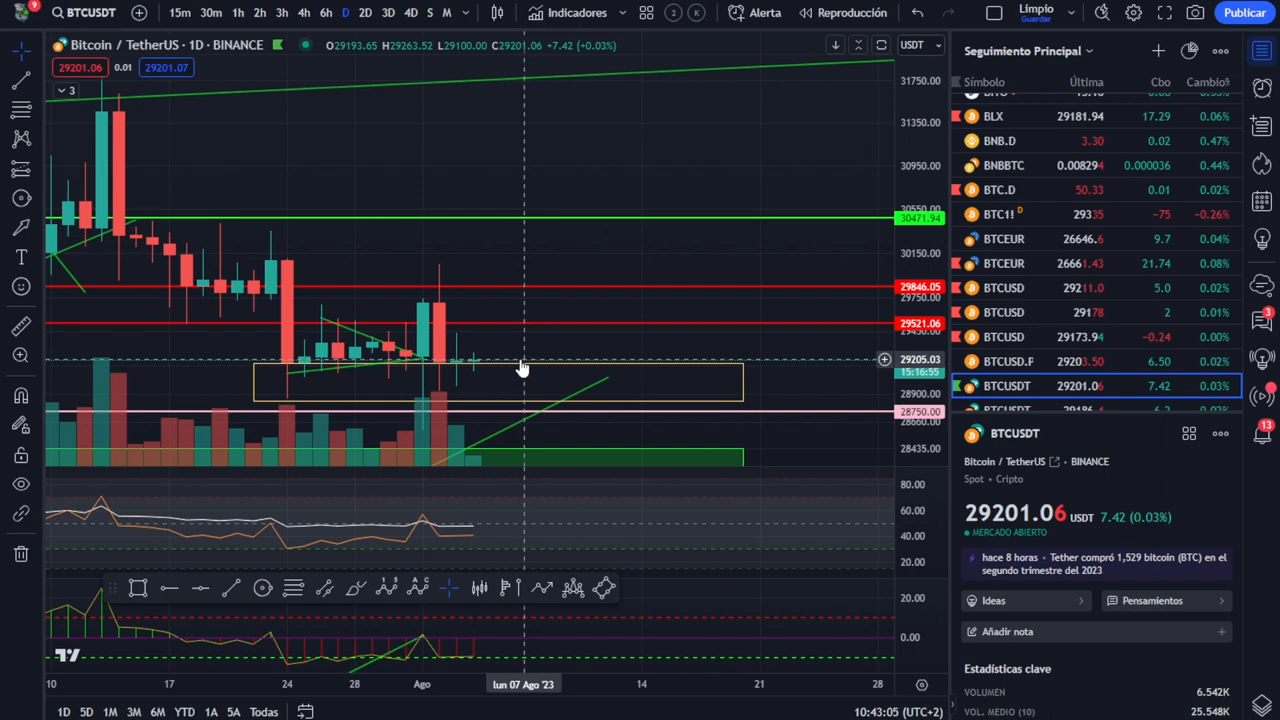 9
BTCUSDT
15m 30m 1h 2h 3h 4h 6h D 2D 3D 4D S M
Indicadores
2 K
Alerta
Reproducción
Limpio
Guardar
Publicar
Bitcoin / TetherUS · 1D · BINANCE
O29193.65 H29263.52 L29100.00 C29201.06 +7.42 (+0.03%)
29201.06 0.01 29201.07
3
USDT
31750.00
31350.00
30950.00
30550.00
30471.94
30150.00
29846.05
29750.00
29521.06
29450.00
29205.03
15:16:55
28900.00
28750.00
28660.00
28435.00
80.00
60.00
40.00
20.00
20.00
0.00
10 17 24 28 Ago lun 07 Ago '23 14 21 28
1D 5D 1M 3M 6M YTD 1A 5A Todas
10:43:05 (UTC+2)
Seguimiento Principal
Símbolo Última Cbo Cambio%
BLX 29181.94 17.29 0.06%
BNB.D 3.30 0.02 0.47%
BNBBTC 0.008294 0.000036 0.44%
BTC.D 50.33 0.01 0.02%
BTC1! D 29335 -75 -0.26%
BTCEUR 26646.6 9.7 0.04%
BTCEUR 26661.43 21.74 0.08%
BTCUSD 29211.0 5.0 0.02%
BTCUSD 29178 2 0.01%
BTCUSD 29173.94 -0.24 0.00%
BTCUSD.P 29203.50 6.50 0.02%
BTCUSDT 29201.06 7.42 0.03%
BTCUSDT
Bitcoin / TetherUS BINANCE
Spot • Cripto
29201.06 USDT 7.42 (0.03%)
MERCADO ABIERTO
hace 8 horas • Tether compró 1,529 bitcoin (BTC) en el
segundo trimestre del 2023
Ideas
Pensamientos
Añadir nota
Estadísticas clave
VOLUMEN 6.542K
VOL. MEDIO (10) 25.548K
3
13